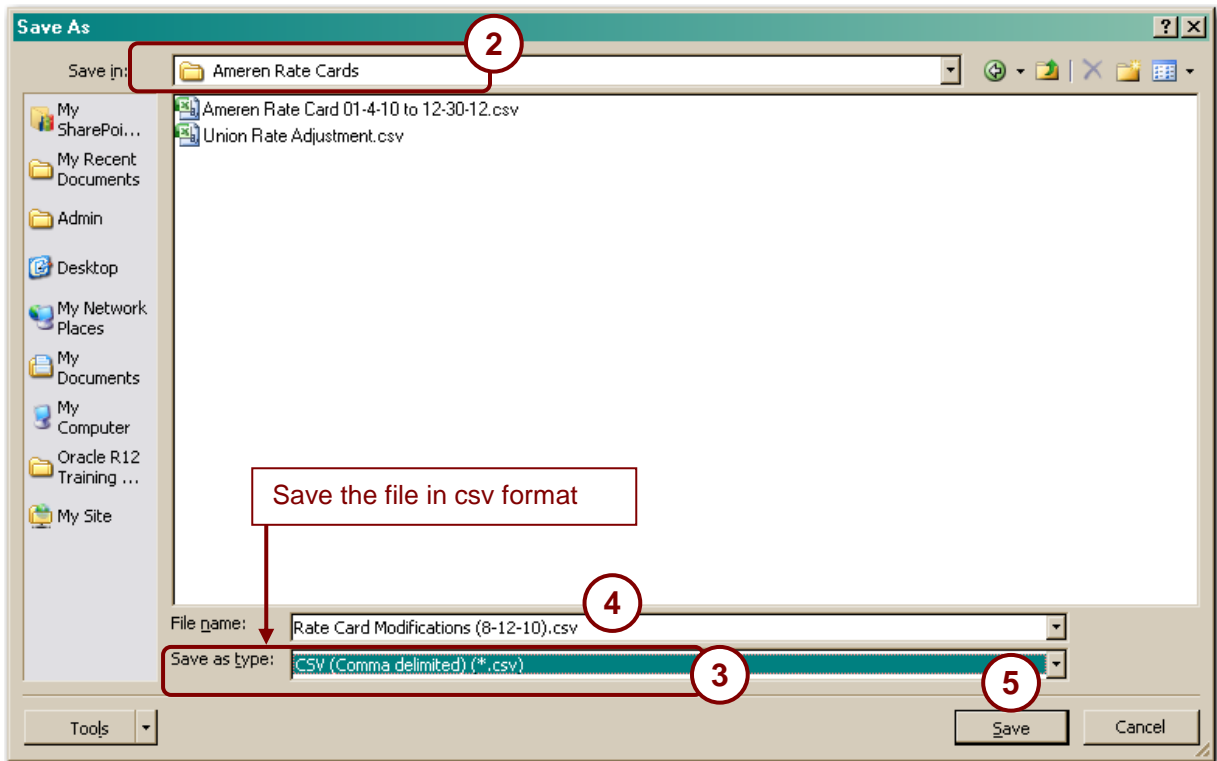 Save As
2
Save in:
Ameren Rate Cards
My
SharePoi...
My Recent
Documents
Admin
Desktop
My Network
Places
My
Documents
My
Computer
Oracle R12
Training ...
My Site
Ameren Rate Card 01-4-10 to 12-30-12.csv
Union Rate Adjustment.csv
Save the file in csv format
4
File name:
Rate Card Modifications (8-12-10).csv
Save as type:
CSV (Comma delimited) (*.csv)
3
5
Tools
Save
Cancel